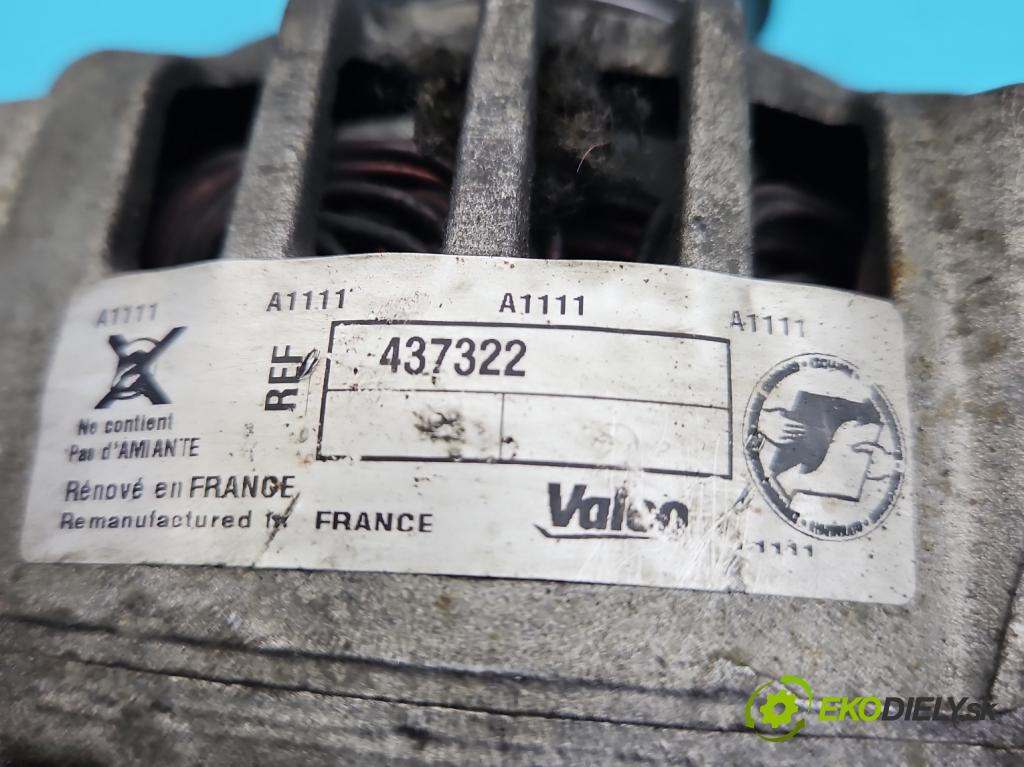 A1111 A1111 A1111 A1111
REF 437322
Ne contient
Pas d'AMIANTE
Rénové en FRANCE
Remanufactured in FRANCE
Valeo
1111
EKODIELY.sk